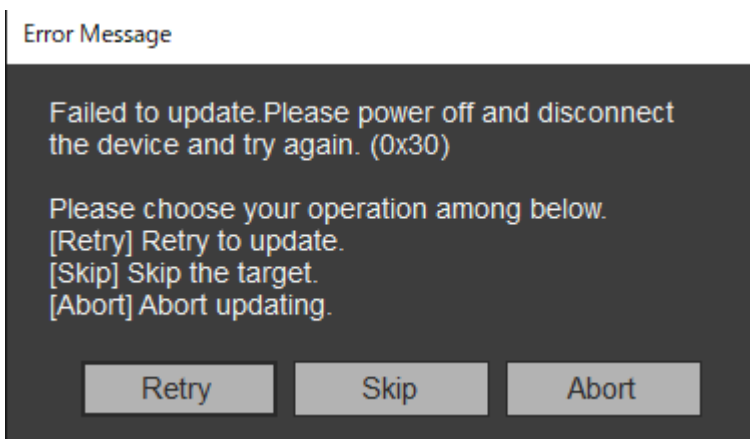 Error Message
Failed to update.Please power off and disconnect
the device and try again. (0x30)
Please choose your operation among below.
[Retry] Retry to update.
[Skip] Skip the target.
[Abort] Abort updating.
Retry Skip Abort